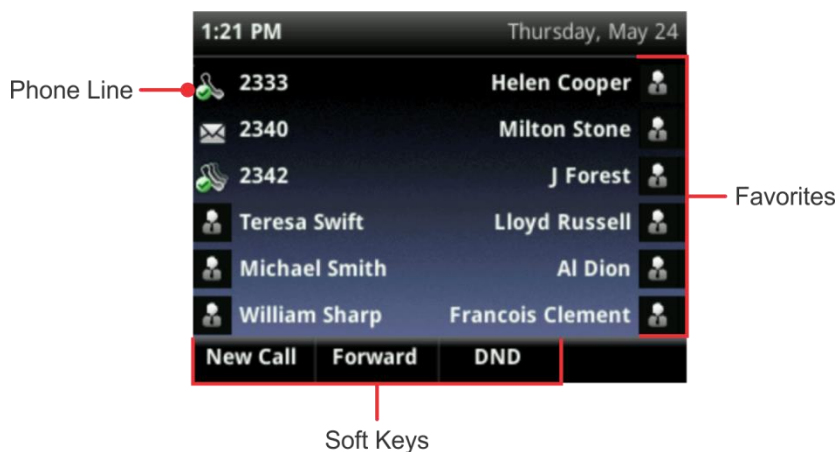 1:21 PM Thursday, May 24
Phone Line
2333 Helen Cooper
2340 Milton Stone
2342 J Forest
Favorites
Teresa Swift Lloyd Russell
Michael Smith Al Dion
William Sharp Francois Clement
New Call Forward DND
Soft Keys